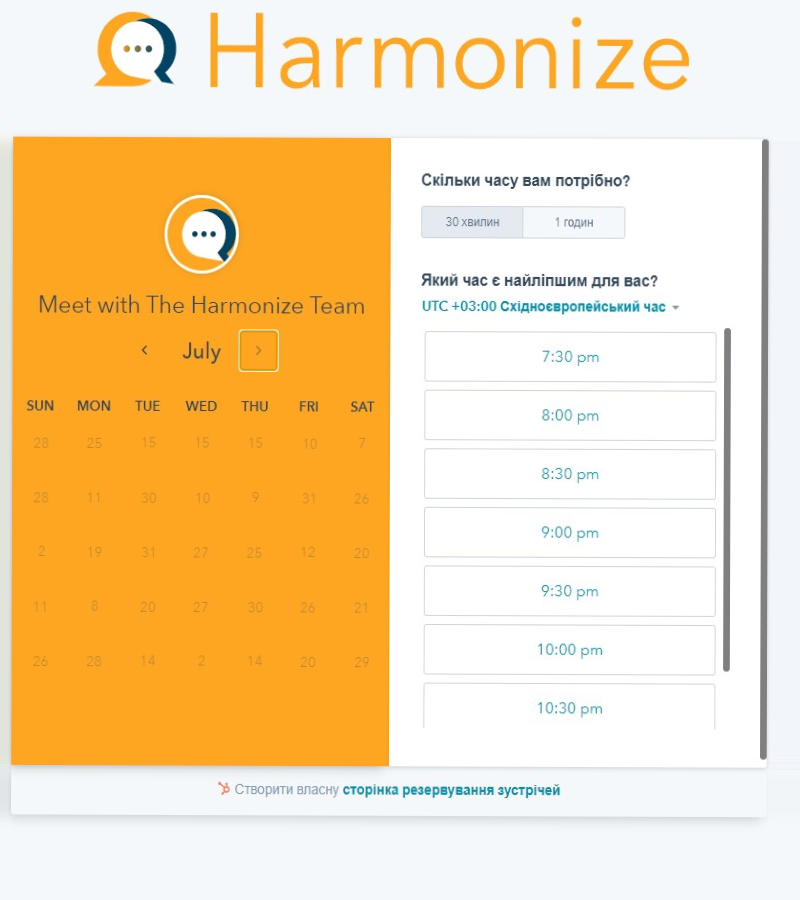 Harmonize
Meet with The Harmonize Team
July
SUN MON TUE WED THU FRI SAT
28 25 15 15 15 10 7
28 11 30 10 9 31 26
2 19 31 27 25 12 20
11 8 20 27 30 26 21
26 28 14 2 14 20 29
Скільки часу вам потрібно?
30 хвилин 1 годин
Який час є найліпшим для вас?
UTC +03:00 Східноєвропейський час
7:30 pm
8:00 pm
8:30 pm
9:00 pm
9:30 pm
10:00 pm
10:30 pm
Створити власну сторінка резервування зустрічей